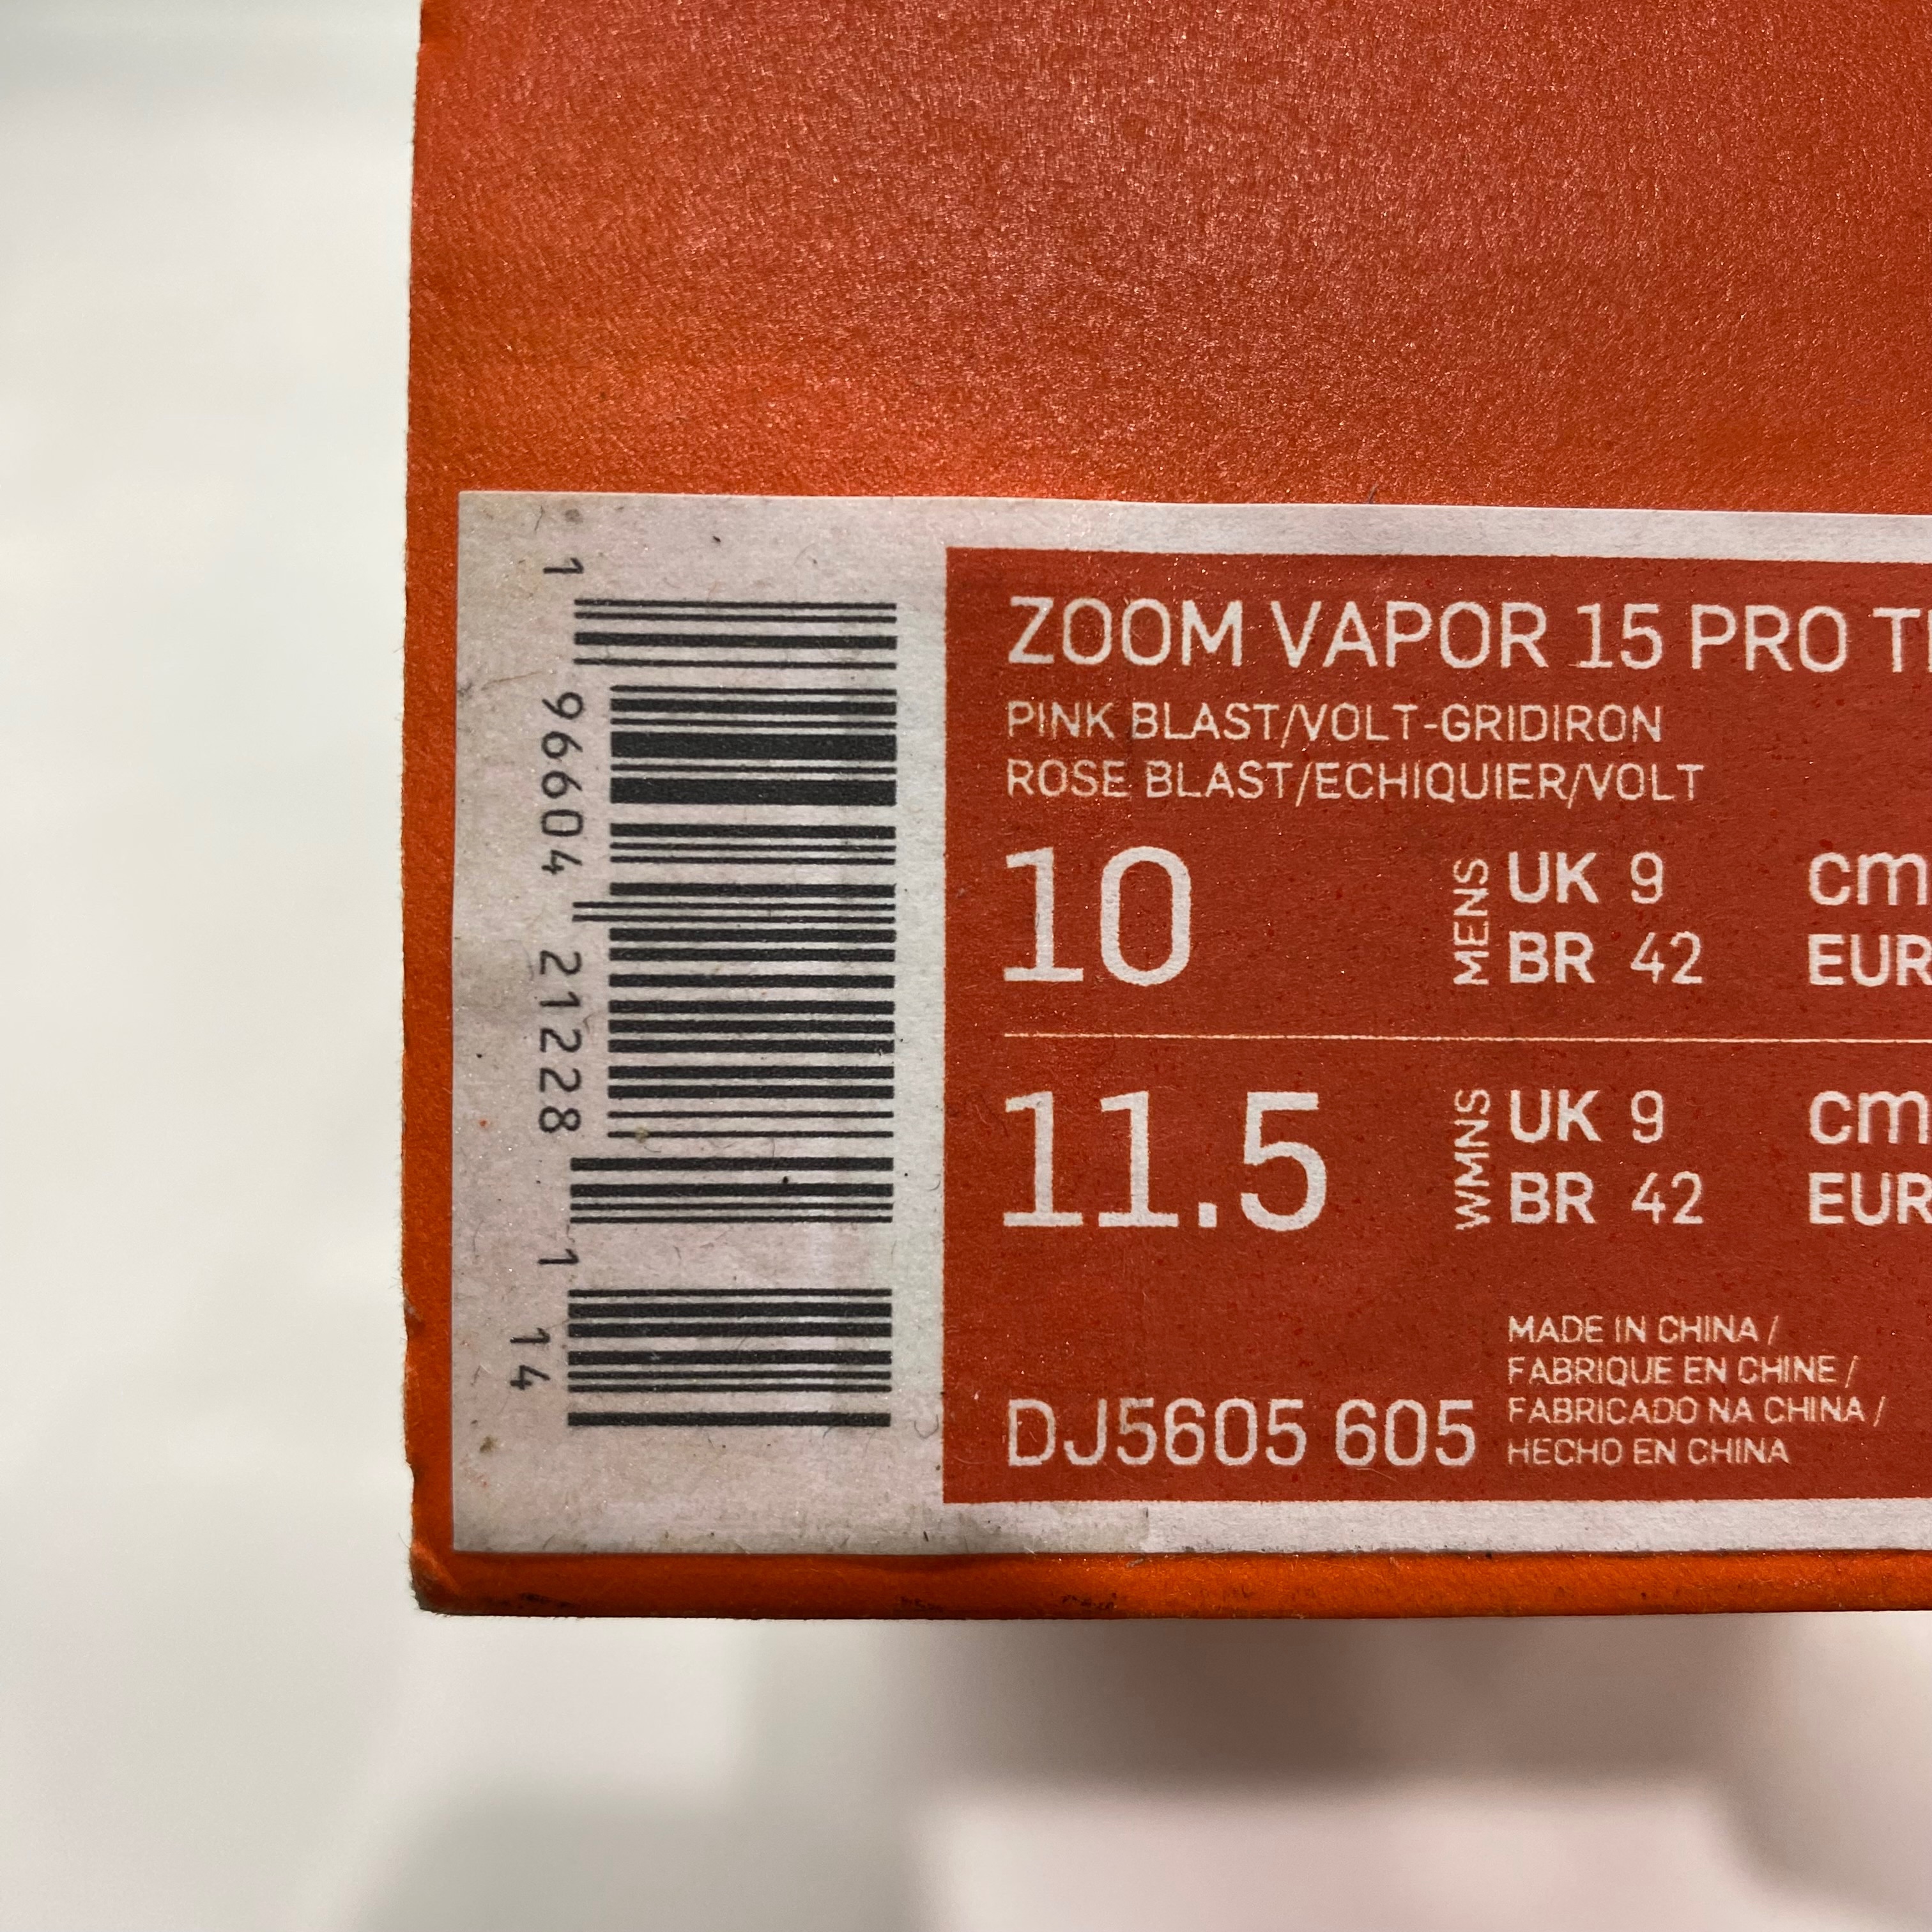 1 96604 21228 1 14
ZOOM VAPOR 15 PRO
PINK BLAST/VOLT-GRIDIRON
ROSE BLAST/ECHIQUIER/VOLT
10 MENS UK 9 cm
BR 42 EUR
11.5 WMNS UK 9 cm
BR 42 EUR
MADE IN CHINA /
FABRIQUE EN CHINE /
FABRICADO NA CHINA /
HECHO EN CHINA
DJ5605 605